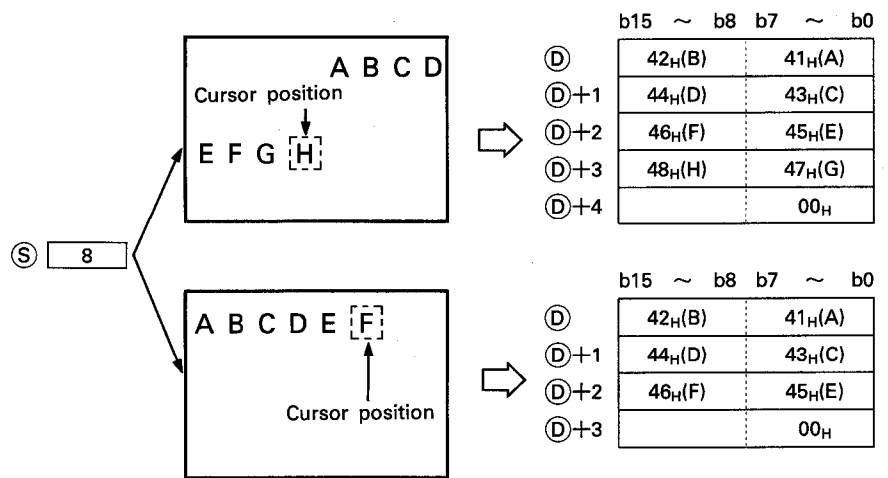 b15 ~ b8 b7 ~ b0
A B C D
Cursor position
E F G H
Ⓓ 42H(B) 41H(A)
Ⓓ+1 44H(D) 43H(C)
Ⓓ+2 46H(F) 45H(E)
Ⓓ+3 48H(H) 47H(G)
Ⓓ+4 00H
Ⓢ 8
b15 ~ b8 b7 ~ b0
A B C D E F
Cursor position
Ⓓ 42H(B) 41H(A)
Ⓓ+1 44H(D) 43H(C)
Ⓓ+2 46H(F) 45H(E)
Ⓓ+3 00H